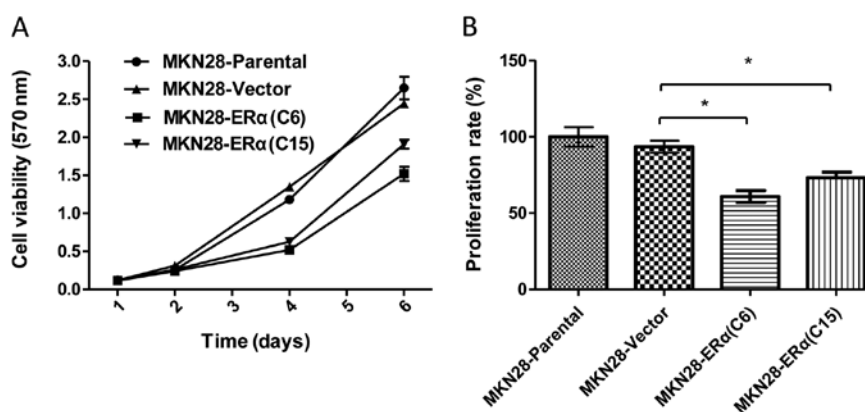 A
MKN28-Parental
MKN28-Vector
MKN28-ERα(C6)
MKN28-ERα(C15)
Cell viability (570 nm)
3.0
2.5
2.0
1.5
1.0
0.5
0.0
1
2
3
4
5
6
Time (days)
B
Proliferation rate (%)
150
100
50
0
*
*
MKN28-Parental
MKN28-Vector
MKN28-ERα(C6)
MKN28-ERα(C15)